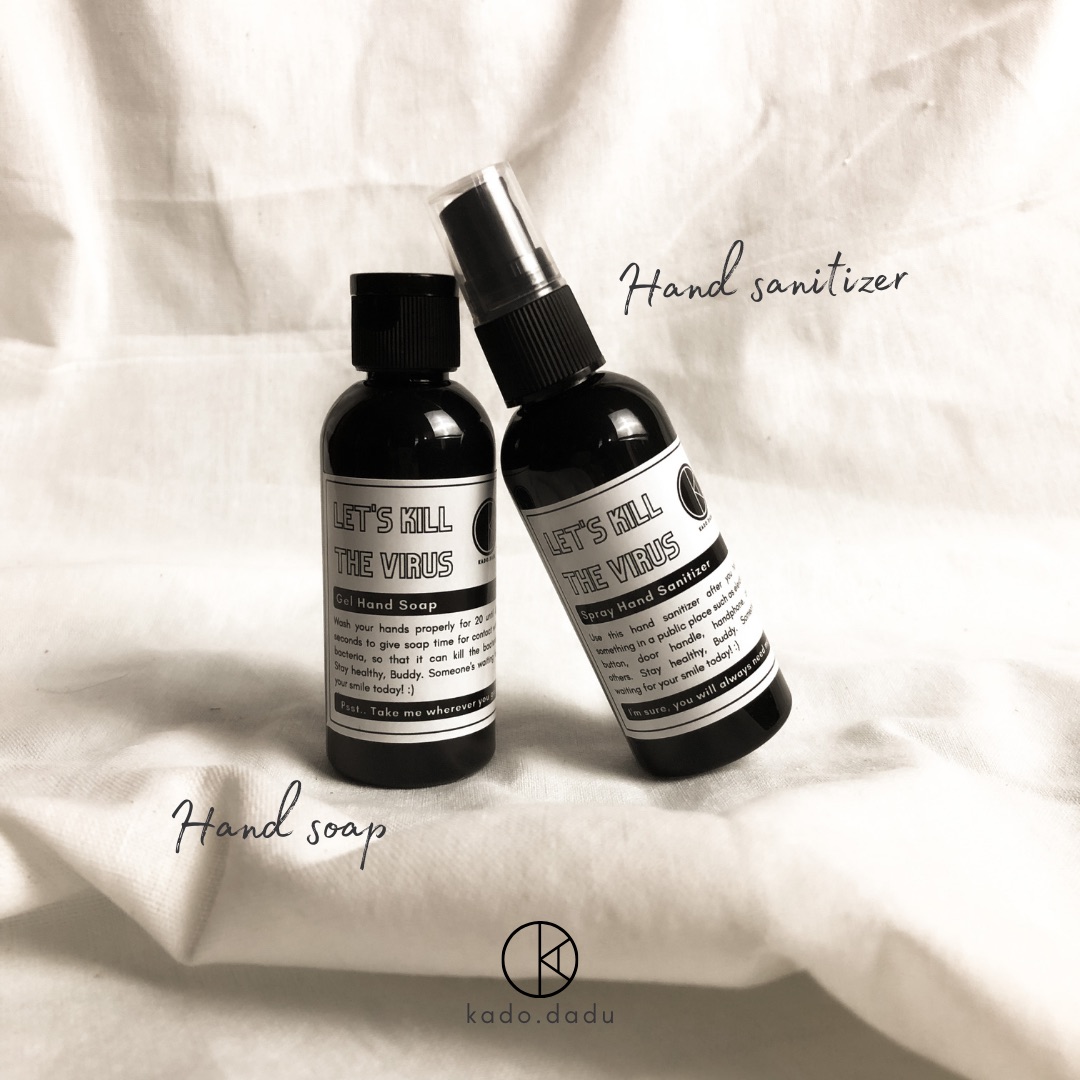 Hand sanitizer
LET'S KILL
THE VIRUS
Gel Hand Soap
Wash your hands properly for 20
seconds to give soap time for
bacteria, so that it can kill the
Stay healthy, Buddy. Someone's
your smile today! :)
Psst.. Take me wherever you
LET'S KILL
THE VIRUS
Spray Hand Sanitizer
Use this hand sanitizer after
something in a public place such as
button, door handle, handphone,
others. Stay healthy, Buddy.
waiting for your smile today! :)
I'm sure, you will always need
Hand soap
kado.dadu